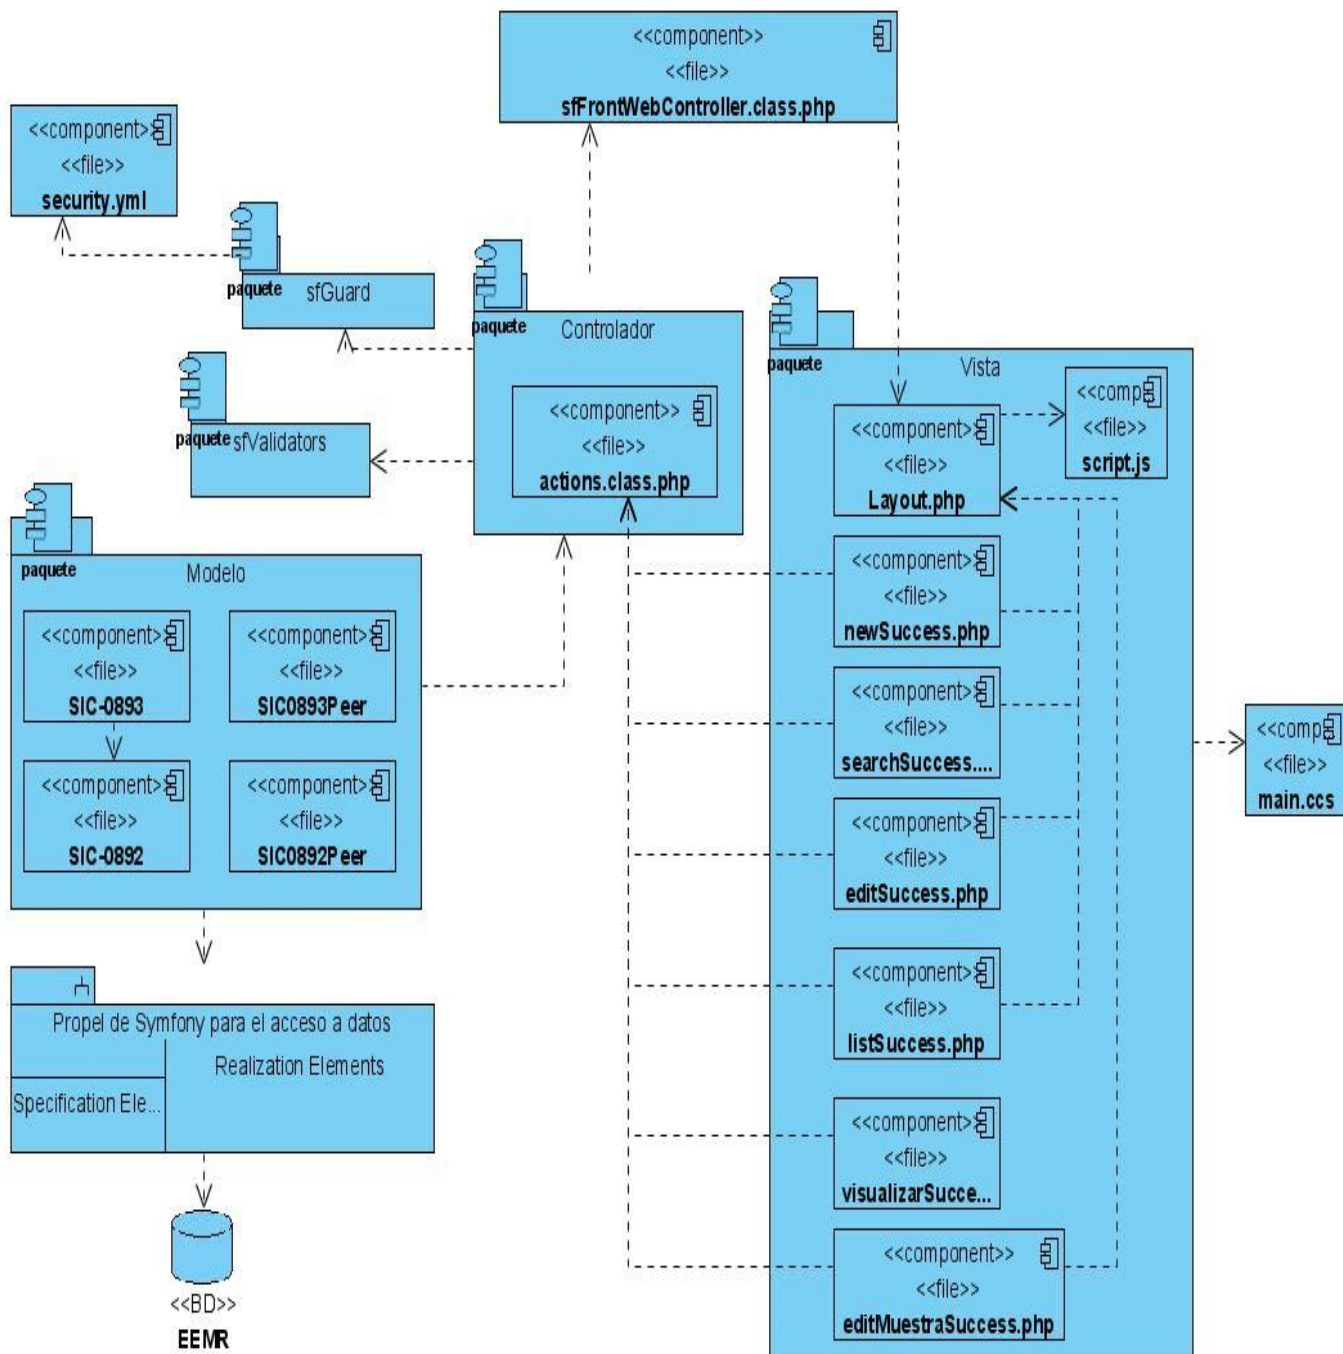 <<component>>
<<file>>
sfFrontWebController.class.php
<<component>
<<file>>
security.yml
paquete
sfGuard
paquete
Controlador
<<component>>
<<file>>
actions.class.php
paquete
sfValidators
paquete
Modelo
<<component>
<<file>>
SIC-0893
<<component>
<<file>>
SIC0893Peer
<<component>
<<file>>
SIC-0892
<<component>
<<file>>
SIC0892Peer
Propel de Symfony para el acceso a datos
Realization Elements
Specification Ele...
<<BD>>
EEMR
paquete
Vista
<<component>
<<file>>
Layout.php
<<comp
<<file>>
script.js
<<component>
<<file>>
newSuccess.php
<<component>
<<file>>
searchSuccess....
<<component>
<<file>>
editSuccess.php
<<component>
<<file>>
listSuccess.php
<<component>
<<file>>
visualizarSucce...
<<component>>
<<file>>
editMuestraSuccess.php
<<comp
<<file>>
main.ccs